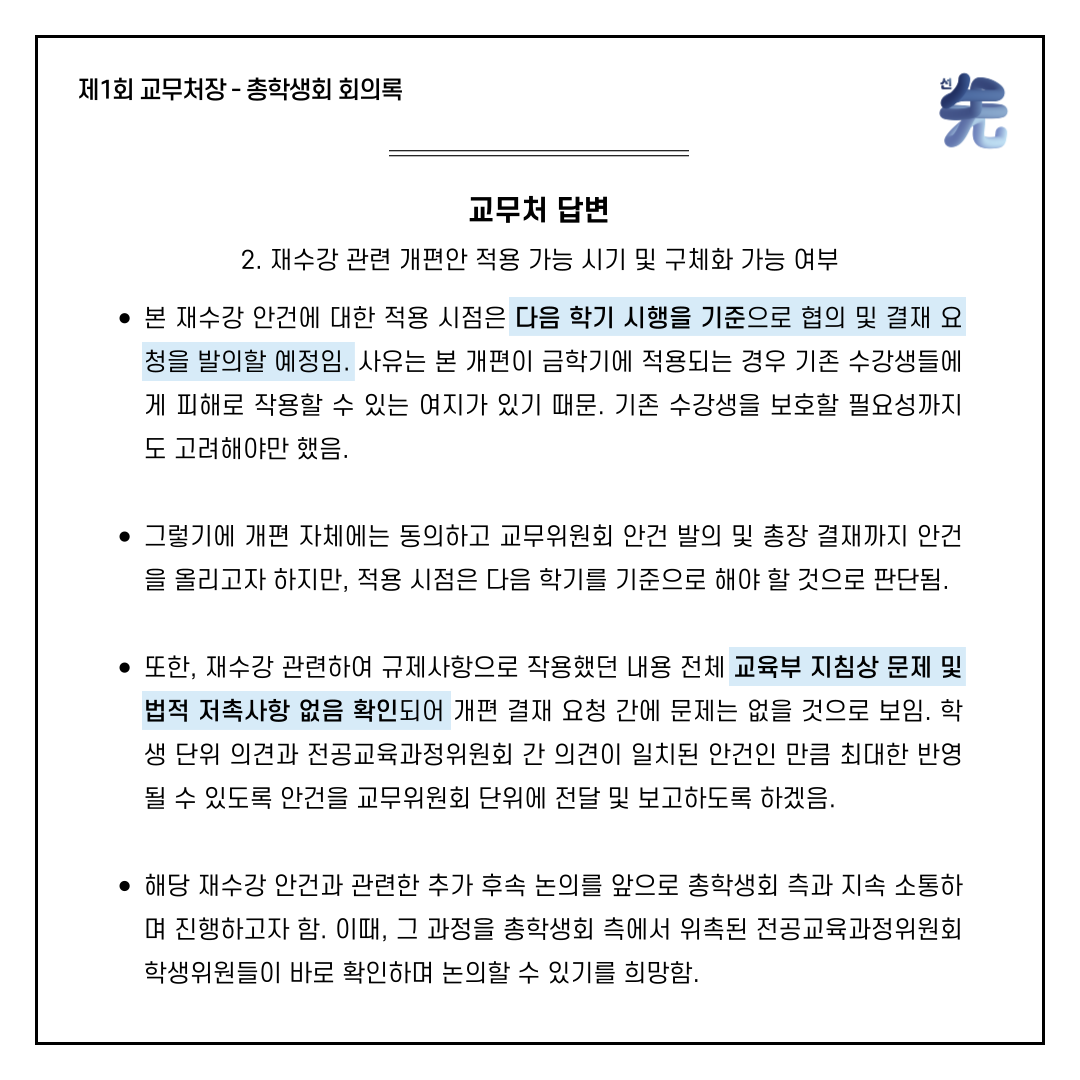 제1회 교무처장 - 총학생회 회의록
선
先
교무처 답변
2. 재수강 관련 개편안 적용 가능 시기 및 구체화 가능 여부
• 본 재수강 안건에 대한 적용 시점은 다음 학기 시행을 기준으로 협의 및 결재 요
청을 발의할 예정임. 사유는 본 개편이 금학기에 적용되는 경우 기존 수강생들에
게 피해로 작용할 수 있는 여지가 있기 때문. 기존 수강생을 보호할 필요성까지
도 고려해야만 했음.
• 그렇기에 개편 자체에는 동의하고 교무위원회 안건 발의 및 총장 결재까지 안건
을 올리고자 하지만, 적용 시점은 다음 학기를 기준으로 해야 할 것으로 판단됨.
• 또한, 재수강 관련하여 규제사항으로 작용했던 내용 전체 교육부 지침상 문제 및
법적 저촉사항 없음 확인되어 개편 결재 요청 간에 문제는 없을 것으로 보임. 학
생 단위 의견과 전공교육과정위원회 간 의견이 일치된 안건인 만큼 최대한 반영
될 수 있도록 안건을 교무위원회 단위에 전달 및 보고하도록 하겠음.
• 해당 재수강 안건과 관련한 추가 후속 논의를 앞으로 총학생회 측과 지속 소통하
며 진행하고자 함. 이때, 그 과정을 총학생회 측에서 위촉된 전공교육과정위원회
학생위원들이 바로 확인하며 논의할 수 있기를 희망함.